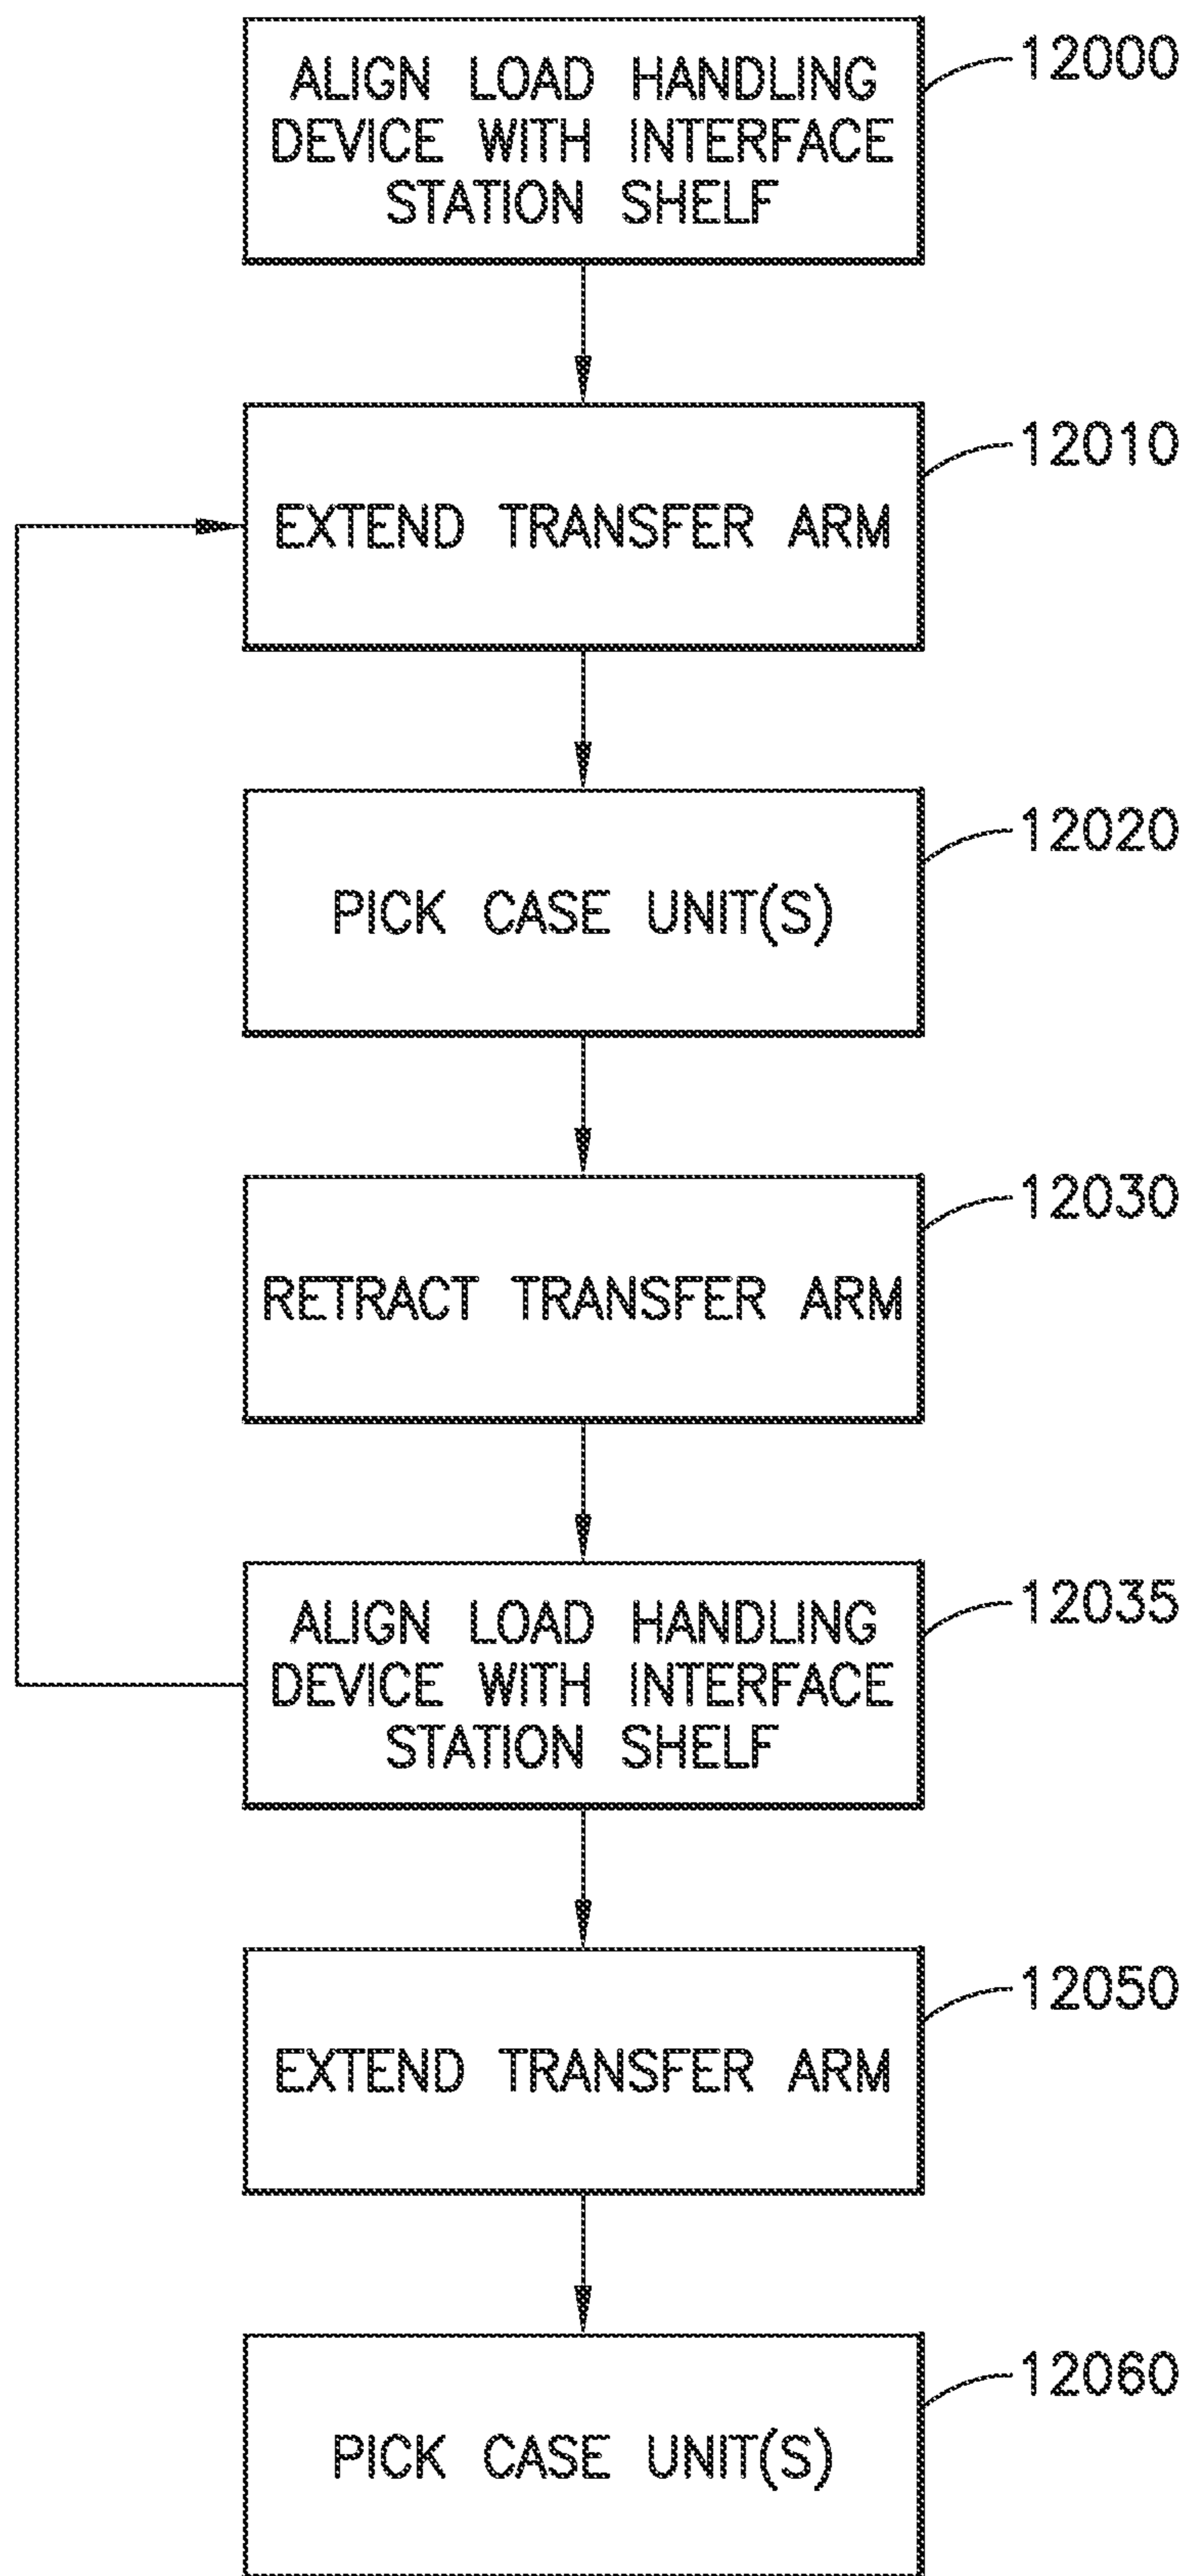 ALIGN LOAD HANDLING
DEVICE WITH INTERFACE
STATION SHELF
12000
EXTEND TRANSFER ARM
12010
PICK CASE UNIT(S)
12020
RETRACT TRANSFER ARM
12030
ALIGN LOAD HANDLING
DEVICE WITH INTERFACE
STATION SHELF
12035
EXTEND TRANSFER ARM
12050
PICK CASE UNIT(S)
12060